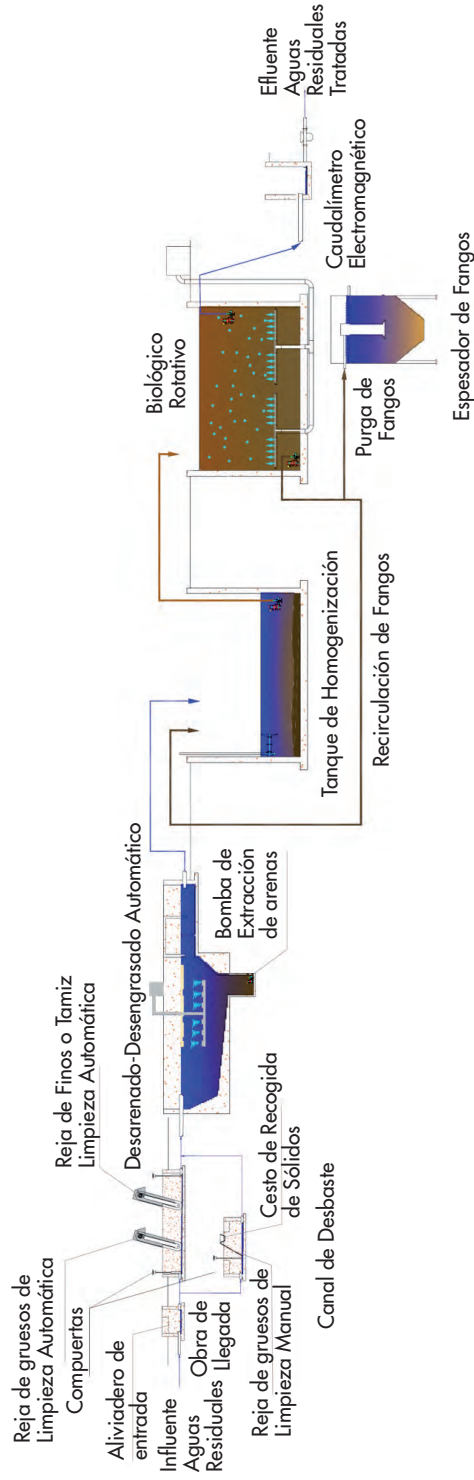 Reja de gruesos de
Limpieza Automática
Compuertas
Aliviadero de
entrada
Influente
Aguas
Residuales
Obra de
Llegada
Reja de gruesos de
Limpieza Manual
Canal de Desbaste
Cesto de Recogida
de Sólidos
Reja de Finos o Tamiz
Limpieza Automática
Desarenado-Desengrasado Automático
Bomba de
Extracción
de arenas
Tanque de Homogenización
Recirculación de Fangos
Biológico
Rotativo
Purga de
Fangos
Espesador de Fangos
Caudalímetro
Electromagnético
Efluente
Aguas
Residuales
Tratadas